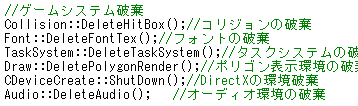 //ゲームシステム破棄
Collision::DeleteHitBox();//コリジョンの破棄
Font::DeleteFontTex();//フォントの破棄
TaskSystem::DeleteTaskSystem();//タスクシステムの破
Draw::DeletePolygonRender();//ポリゴン表示環境の破
CDeviceCreate::ShutDown();//DirectXの環境破棄
Audio::DeleteAudio(); //オーディオ環境の破棄